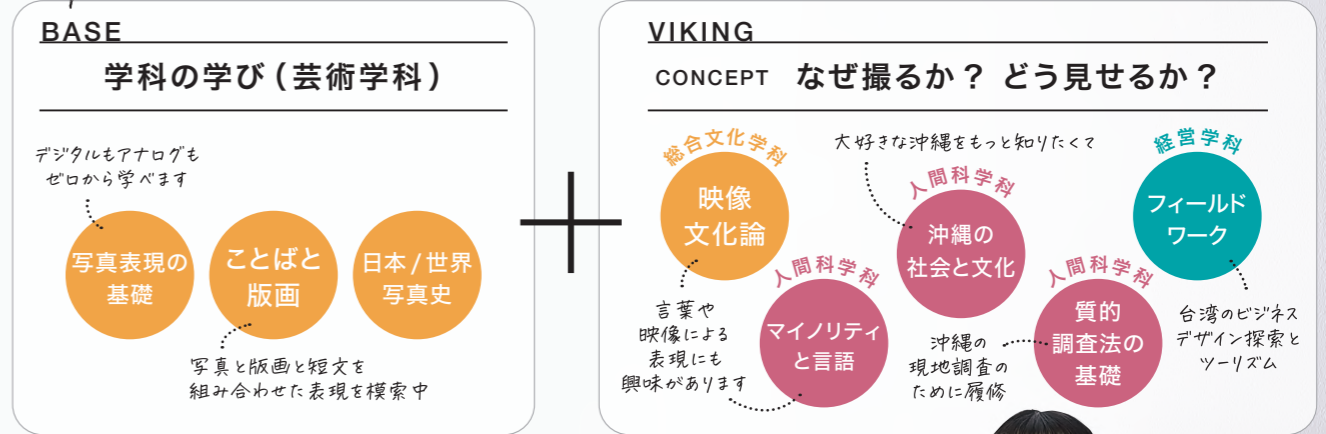 BASE
学科の学び（芸術学科）
デジタルもアナログも
ゼロから学べます
写真表現の
基礎
ことばと
版画
日本/世界
写真史
写真と版画と短文を
組み合わせた表現を模索中
VIKING
CONCEPT なぜ撮るか？ どう見せるか？
総合文化学科
映像
文化論
言葉や
映像による
表現にも
興味があります
人間科学科
マイノリティ
と言語
大好きな沖縄をもっと知りたくて
人間科学科
沖縄の
社会と文化
人間科学科
質的
調査法の
基礎
沖縄の
現地調査の
ために履修
経営学科
フィールド
ワーク
台湾のビジネス
デザイン探索と
ツーリズム